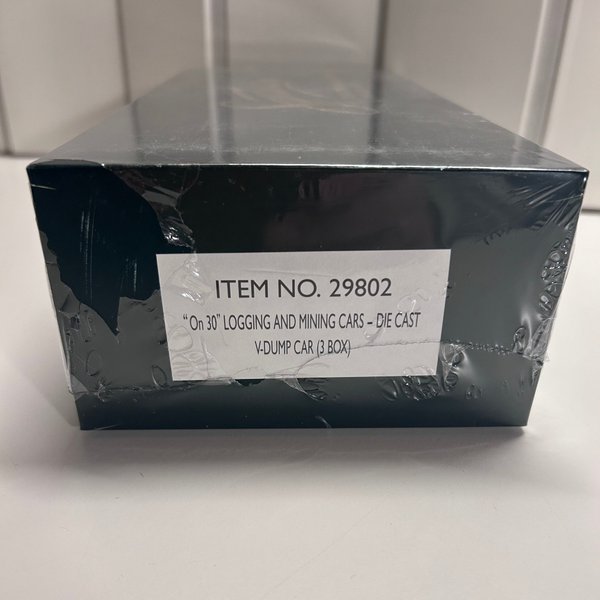 ITEM NO. 29802
“On 30” LOGGING AND MINING CARS – DIE CAST
V-DUMP CAR (3 BOX)